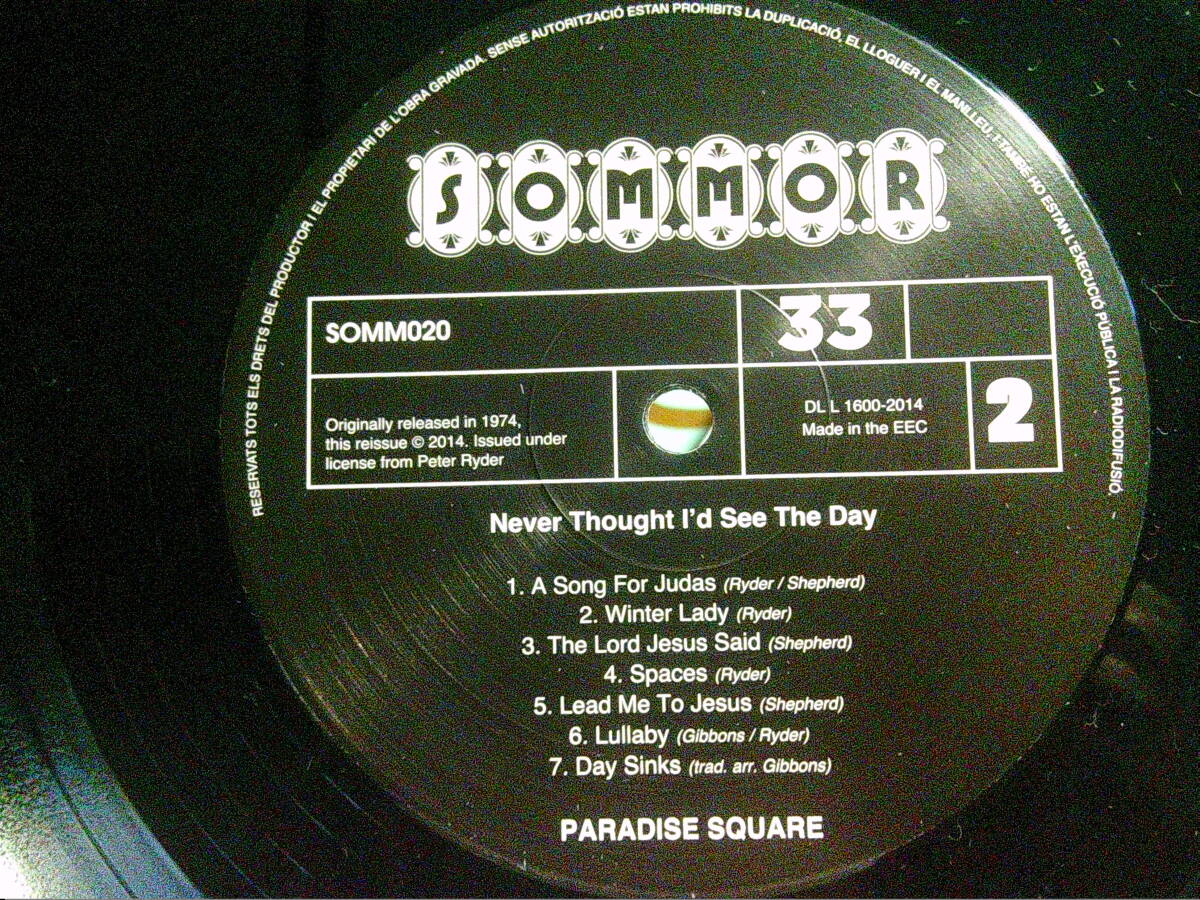 RESERVATS TOTS ELS DRETS DEL PRODUCTOR I EL PROPIETARI DE L'OBRA GRAVADA. SENSE AUTORITZACIÓ ESTAN PROHIBITS LA DUPLICACIÓ, EL LLOGUER I EL MANLLEU, I TAMBÉ HO ESTAN L'EXECUCIÓ PÚBLICA I LA RADIODIFUSIÓ.
SOMMOR
SOMM020
33
Originally released in 1974,
this reissue © 2014. Issued under
license from Peter Ryder
DL L 1600-2014
Made in the EEC
2
Never Thought I'd See The Day
1. A Song For Judas (Ryder / Shepherd)
2. Winter Lady (Ryder)
3. The Lord Jesus Said (Shepherd)
4. Spaces (Ryder)
5. Lead Me To Jesus (Shepherd)
6. Lullaby (Gibbons / Ryder)
7. Day Sinks (trad. arr. Gibbons)
PARADISE SQUARE